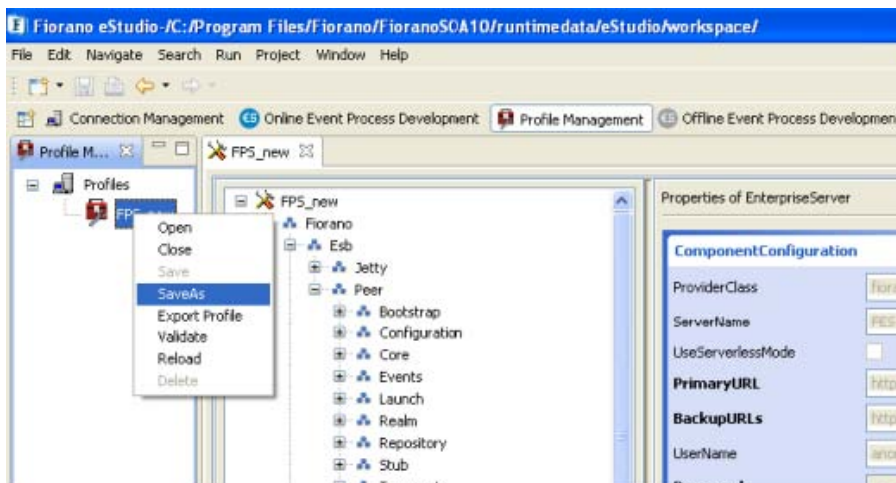 Fiorano eStudio-/C:/Program Files/Fiorano/FioranoSOA10/runtimedata/eStudio/workspace/
File Edit Navigate Search Run Project Window Help
Connection Management Online Event Process Development Profile Management Offline Event Process Developmen
Profile M... FPS_new
Profiles
Open
Close
Save
SaveAs
Export Profile
Validate
Reload
Delete
FPS_new
Fiorano
Esb
Jetty
Peer
Bootstrap
Configuration
Core
Events
Launch
Realm
Repository
Stub
Properties of EnterpriseServer
ComponentConfiguration
ProviderClass
ServerName
UseServerlessMode
PrimaryURL http
BackupURLs http
UserName